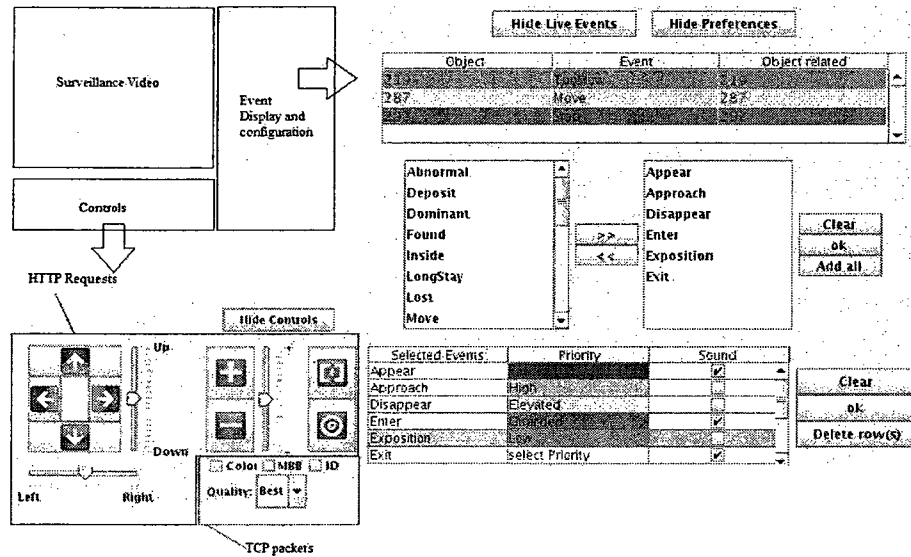 Hide Live Events Hide Preferences
Surveillance Video
Event
Display and
configuration
Controls
HTTP Requests
Object Event Object related
287 Move 287
Abnormal
Deposit
Dominant
Found
Inside
LongStay
Lost
Move
>>
<<
Appear
Approach
Disappear
Enter
Exposition
Exit
Clear
ok
Add all
Hide Controls
Up
Down
Left Right
+
-
Color MBB ID
Quality: Best
TCP packets
Selected Events Priority Sound
Appear
Approach High
Disappear Elevated
Enter Guarded
Exposition Low
Exit select Priority
Clear
ok
Delete row(s)